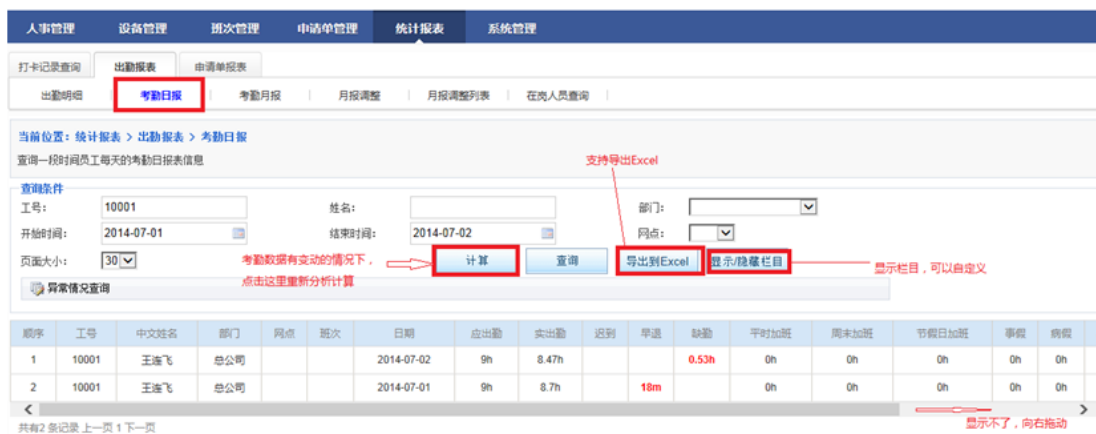 人事管理 设备管理 班次管理 申请单管理 统计报表 系统管理
打卡记录查询 出勤报表 申请单报表
出勤明细 考勤日报 考勤月报 月报调整 月报调整列表 在岗人员查询
当前位置：统计报表 > 出勤报表 > 考勤日报
查询一段时间员工每天的考勤日报表信息
支持导出Excel
查询条件
工号： 10001 姓名： 部门：
开始时间： 2014-07-01 结束时间： 2014-07-02 网点：
页面大小： 30 考勤数据有变动的情况下， 计算 查询 导出到Excel 显示/隐藏栏目
点击这里重新分析计算
显示栏目，可以自定义
异常情况查询
顺序 工号 中文姓名 部门 网点 班次 日期 应出勤 实出勤 迟到 早退 缺勤 平时加班 周末加班 节假日加班 事假 病假
1 10001 王连飞 总公司 2014-07-02 9h 8.47h 0.53h 0h 0h 0h 0h 0h
2 10001 王连飞 总公司 2014-07-01 9h 8.7h 18m 0h 0h 0h 0h 0h
显示不了，向右拖动
共有2 条记录 上一页 1 下一页